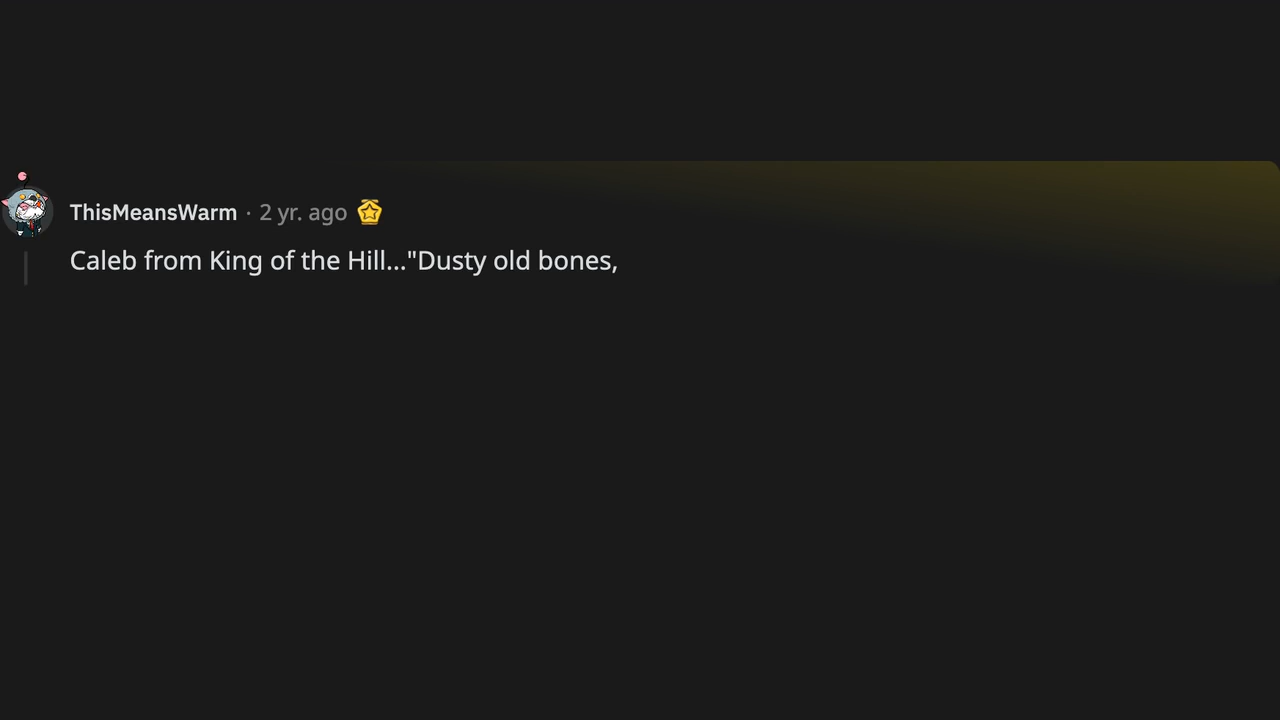 ThisMeansWarm · 2 yr. ago
Caleb from King of the Hill..."Dusty old bones,